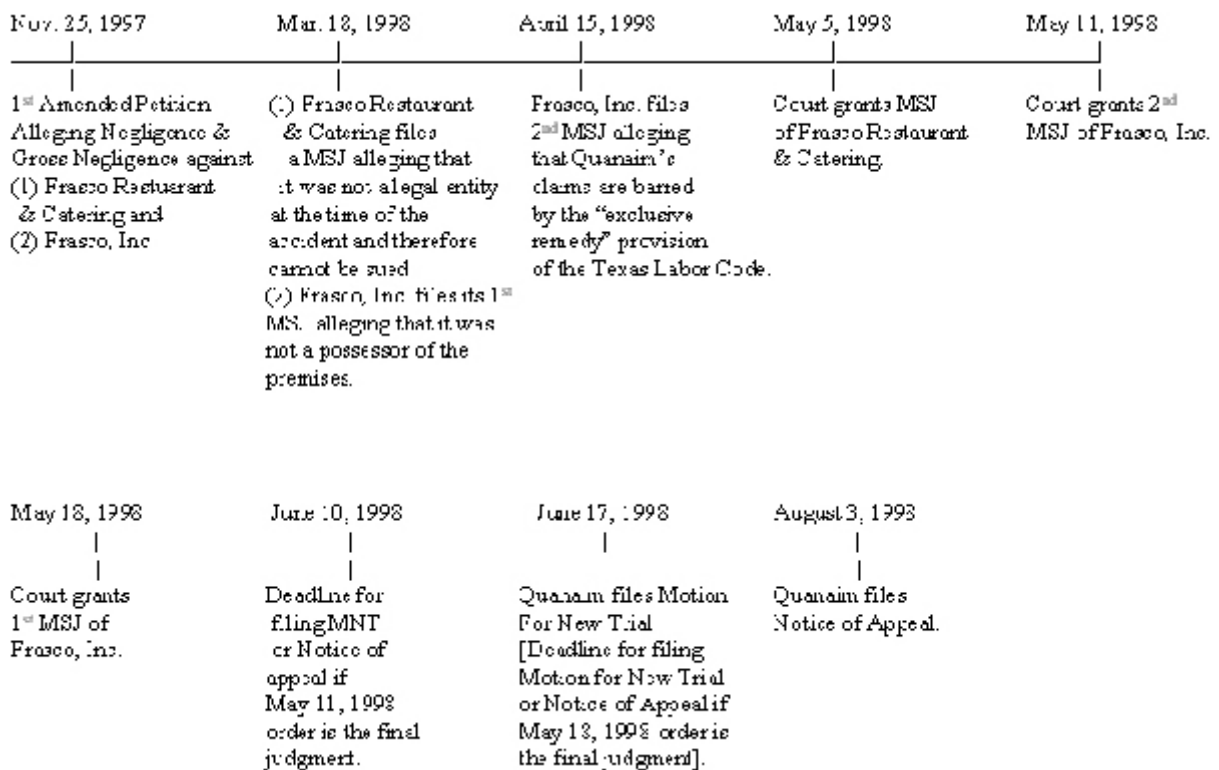 Nov. 25, 1997
Mar. 18, 1998
April 15, 1998
May 5, 1998
May 11, 1998
1st Amended Petition
Alleging Negligence &
Gross Negligence against
(1) Frasco Restuarant
& Catering and
(2) Frasco, Inc
(1) Frasco Restaurant
& Catering files
a MSJ alleging that
it was not a legal entity
at the time of the
accident and therefore
cannot be sued
(2) Frasco, Inc. files its 1st
MSJ alleging that it was
not a possessor of the
premises.
Frasco, Inc. files
2nd MSJ alleging
that Quanaim's
claims are barred
by the "exclusive
remedy" provision
of the Texas Labor Code.
Court grants MSJ
of Frasco Restaurant
& Catering.
Court grants 2nd
MSJ of Frasco, Inc.
May 18, 1998
June 10, 1998
June 17, 1998
August 3, 1998
Court grants
1st MSJ of
Frasco, Inc.
Deadline for
filing MNT
or Notice of
appeal if
May 11, 1998
order is the final
judgment.
Quanaim files Motion
For New Trial
[Deadline for filing
Motion for New Trial
or Notice of Appeal if
May 18, 1998 order is
the final judgment].
Quanaim files
Notice of Appeal.